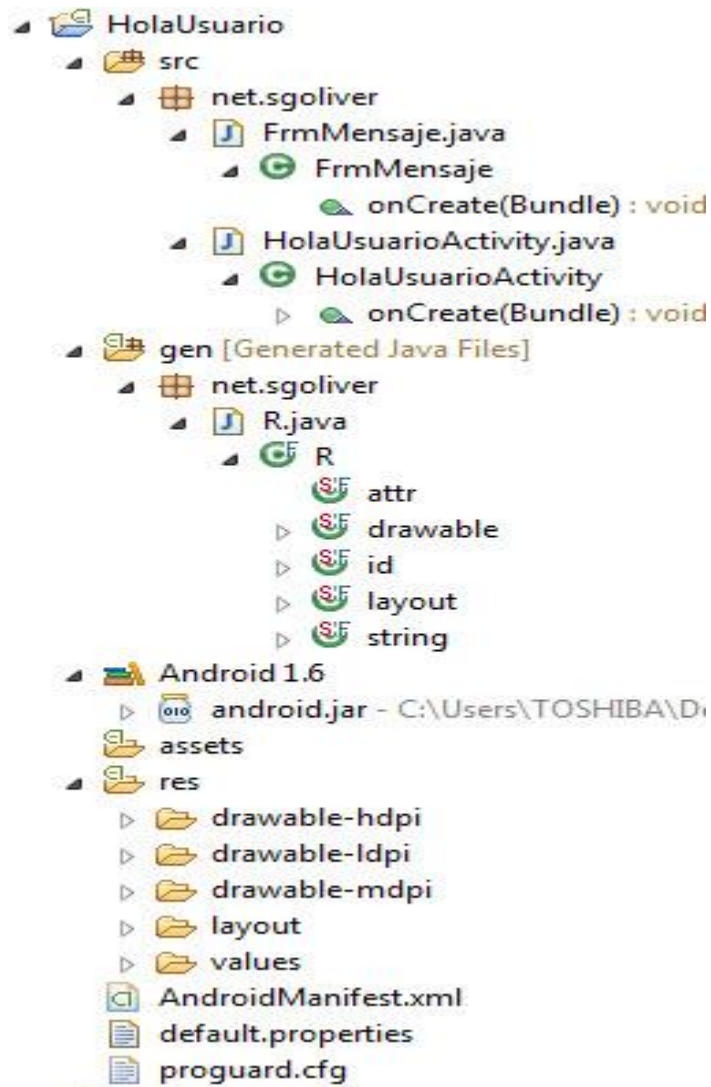 HolaUsuario
src
net.sgoliver
FrmMensaje.java
FrmMensaje
onCreate(Bundle) : void
HolaUsuarioActivity.java
HolaUsuarioActivity
onCreate(Bundle) : void
gen [Generated Java Files]
net.sgoliver
R.java
R
attr
drawable
id
layout
string
Android 1.6
android.jar - C:\Users\TOSHIBA\De
assets
res
drawable-hdpi
drawable-ldpi
drawable-mdpi
layout
values
AndroidManifest.xml
default.properties
proguard.cfg